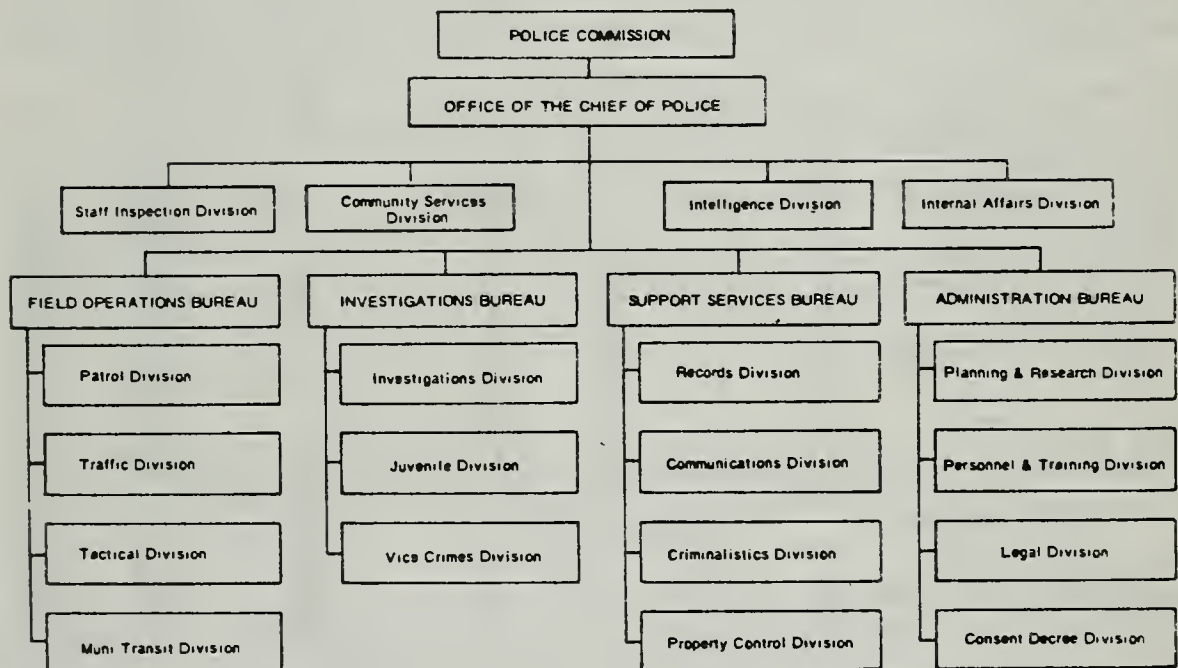 POLICE COMMISSION
OFFICE OF THE CHIEF OF POLICE
Staff Inspection Division
Community Services
Division
Intelligence Division
Internal Affairs Division
FIELD OPERATIONS BUREAU
Patrol Division
Traffic Division
Tactical Division
Muni Transit Division
INVESTIGATIONS BUREAU
Investigations Division
Juvenile Division
Vice Crimes Division
SUPPORT SERVICES BUREAU
Records Division
Communications Division
Criminalistics Division
Property Control Division
ADMINISTRATION BUREAU
Planning & Research Division
Personnel & Training Division
Legal Division
Consent Decree Division